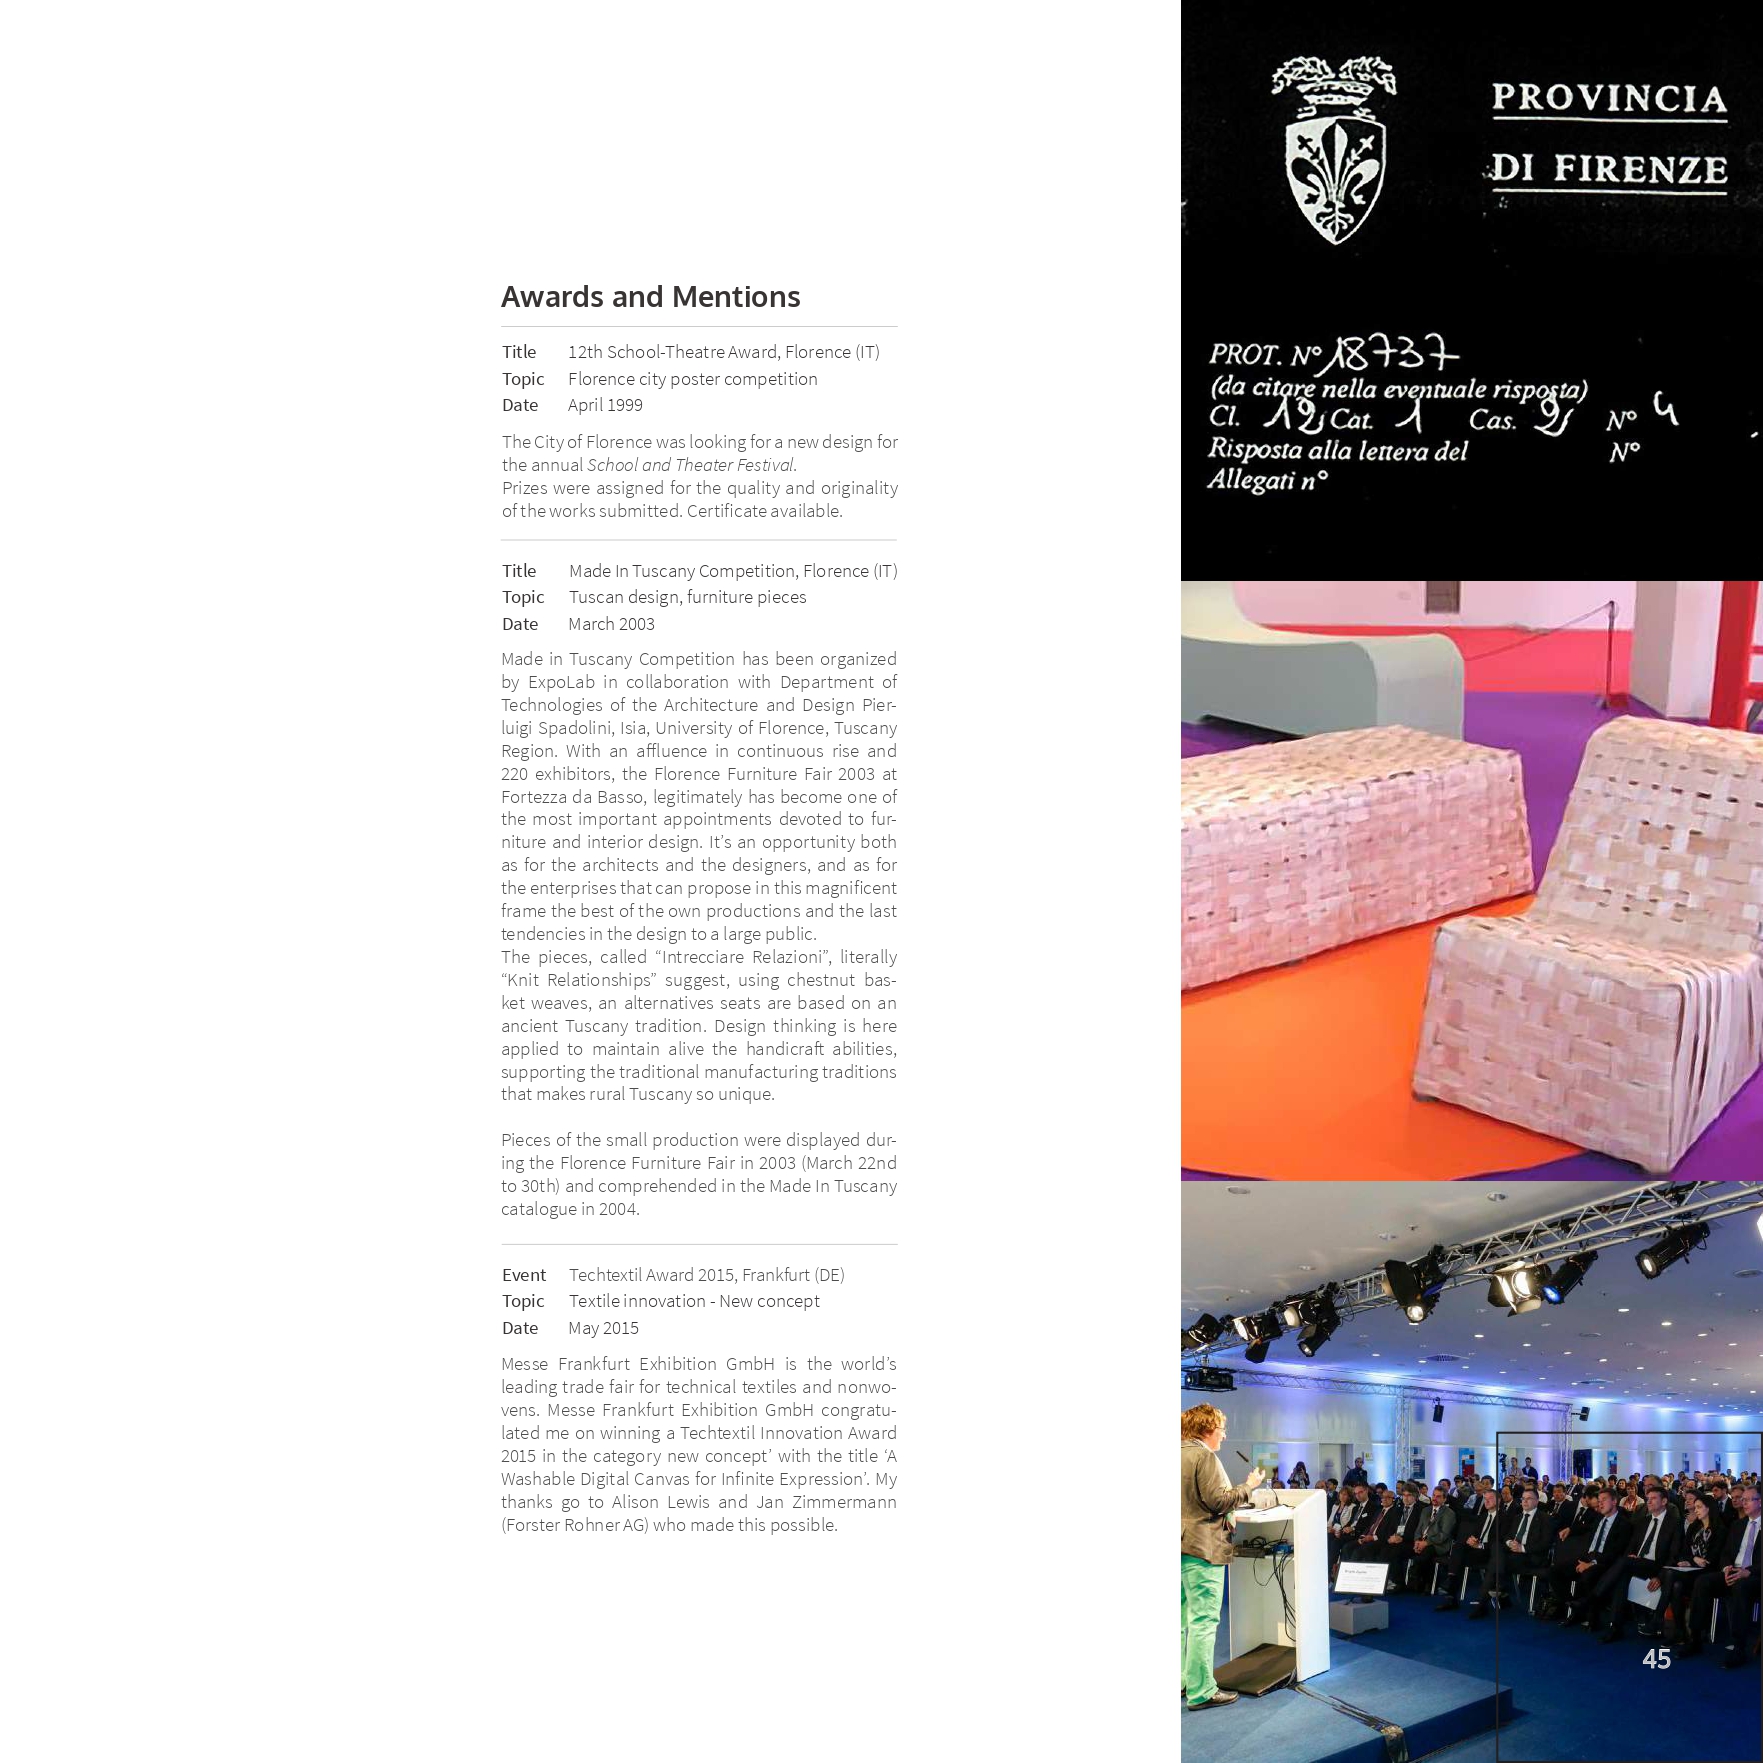 Awards and Mentions
Title 12th School-Theatre Award, Florence (IT)
Topic Florence city poster competition
Date April 1999
The City of Florence was looking for a new design for
the annual School and Theater Festival.
Prizes were assigned for the quality and originality
of the works submitted. Certificate available.
Title Made In Tuscany Competition, Florence (IT)
Topic Tuscan design, furniture pieces
Date March 2003
Made in Tuscany Competition has been organized
by ExpoLab in collaboration with Department of
Technologies of the Architecture and Design Pier-
luigi Spadolini, Isia, University of Florence, Tuscany
Region. With an affluence in continuous rise and
220 exhibitors, the Florence Furniture Fair 2003 at
Fortezza da Basso, legitimately has become one of
the most important appointments devoted to fur-
niture and interior design. It’s an opportunity both
as for the architects and the designers, and as for
the enterprises that can propose in this magnificent
frame the best of the own productions and the last
tendencies in the design to a large public.
The pieces, called “Intrecciare Relazioni”, literally
“Knit Relationships” suggest, using chestnut bas-
ket weaves, an alternatives seats are based on an
ancient Tuscany tradition. Design thinking is here
applied to maintain alive the handicraft abilities,
supporting the traditional manufacturing traditions
that makes rural Tuscany so unique.
Pieces of the small production were displayed dur-
ing the Florence Furniture Fair in 2003 (March 22nd
to 30th) and comprehended in the Made In Tuscany
catalogue in 2004.
Event Techtextil Award 2015, Frankfurt (DE)
Topic Textile innovation - New concept
Date May 2015
Messe Frankfurt Exhibition GmbH is the world’s
leading trade fair for technical textiles and nonwo-
vens. Messe Frankfurt Exhibition GmbH congratu-
lated me on winning a Techtextil Innovation Award
2015 in the category new concept’ with the title ‘A
Washable Digital Canvas for Infinite Expression’. My
thanks go to Alison Lewis and Jan Zimmermann
(Forster Rohner AG) who made this possible.
PROVINCIA
DI FIRENZE
PROT. N° 18737
(da citare nella eventuale risposta)
Cl. 12 Cat. 1 Cas. 2 N° 4
Risposta alla lettera del N°
Allegati n°
45